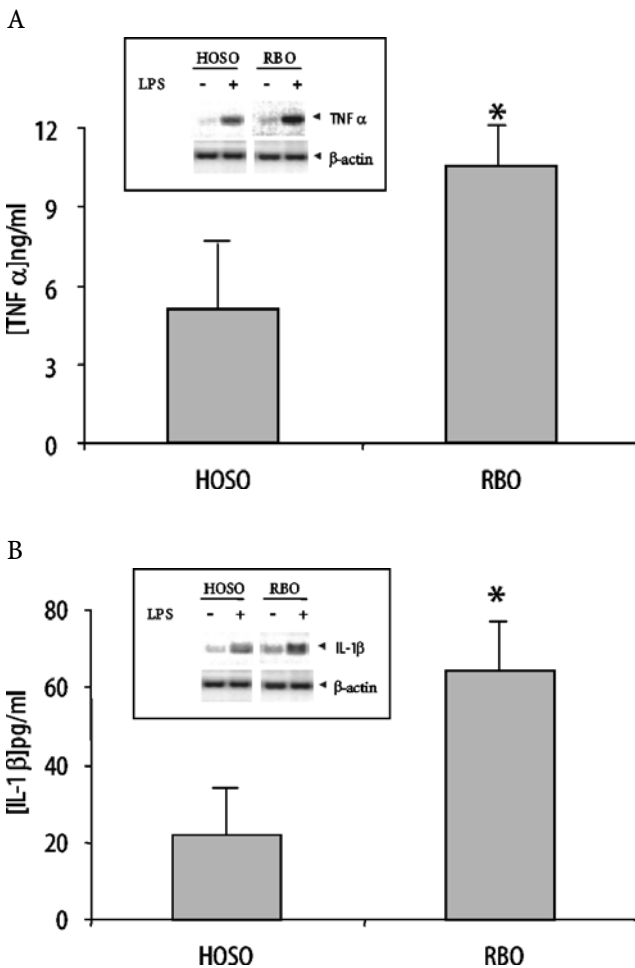 A
HOSO RBO
LPS - + - +
TNF α
β-actin
*
12
9
6
3
0
[TNF α]ng/ml
HOSO RBO
B
HOSO RBO
LPS - + - +
IL-1β
β-actin
*
80
60
40
20
0
[IL-1 β]pg/ml
HOSO RBO